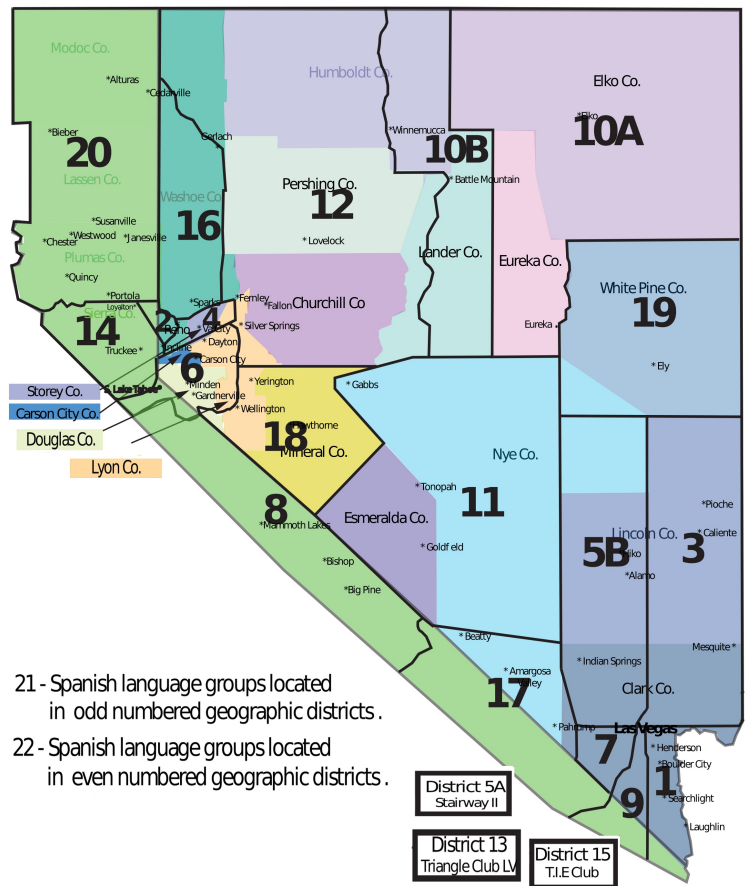 Modoc Co.
*Alturas
*Cedarville
Humboldt Co.
Elko Co.
*Elko
10A
*Bieber
20
Gerlach
*Winnemucca
10B
Lassen Co.
Washoe Co
16
Pershing Co.
12
* Battle Mountain
*Susanville
*Westwood
*Janesville
*Chester
* Lovelock
Lander Co.
Eureka Co.
Plumas Co.
*Quincy
White Pine Co.
19
*Portola
Loyalton*
Sierra Co.
14
*Sparks
*Fernley
*Fallon
Churchill Co
2
4
Reno
*VaCity
* Silver Springs
Eureka .
Truckee *
*Incline
* Dayton
*Carson City
6
* Ely
Storey Co.
S. Lake Tahoe*
*Minden
*Gardnerville
* Yerington
* Gabbs
Carson City Co.
*Wellington
Douglas Co.
Lyon Co.
18
Mineral Co.
Nye Co.
* Tonopah
11
8
*Mammoth Lakes
Esmeralda Co.
* Goldf eld
*Pioche
Lincoln Co.
* Caliente
5B
3
*Alamo
*Bishop
*Big Pine
* Beatty
Mesquite *
* Indian Springs
* Amargosa
Valley
17
Clark Co.
* Pahrump
Las Vegas
7
* Henderson
*Boulder City
1
9
*Searchlight
*Laughlin
21 - Spanish language groups located
in odd numbered geographic districts .
22 - Spanish language groups located
in even numbered geographic districts .
District 5A
Stairway II
District 13
Triangle Club LV
District 15
T.I.E Club